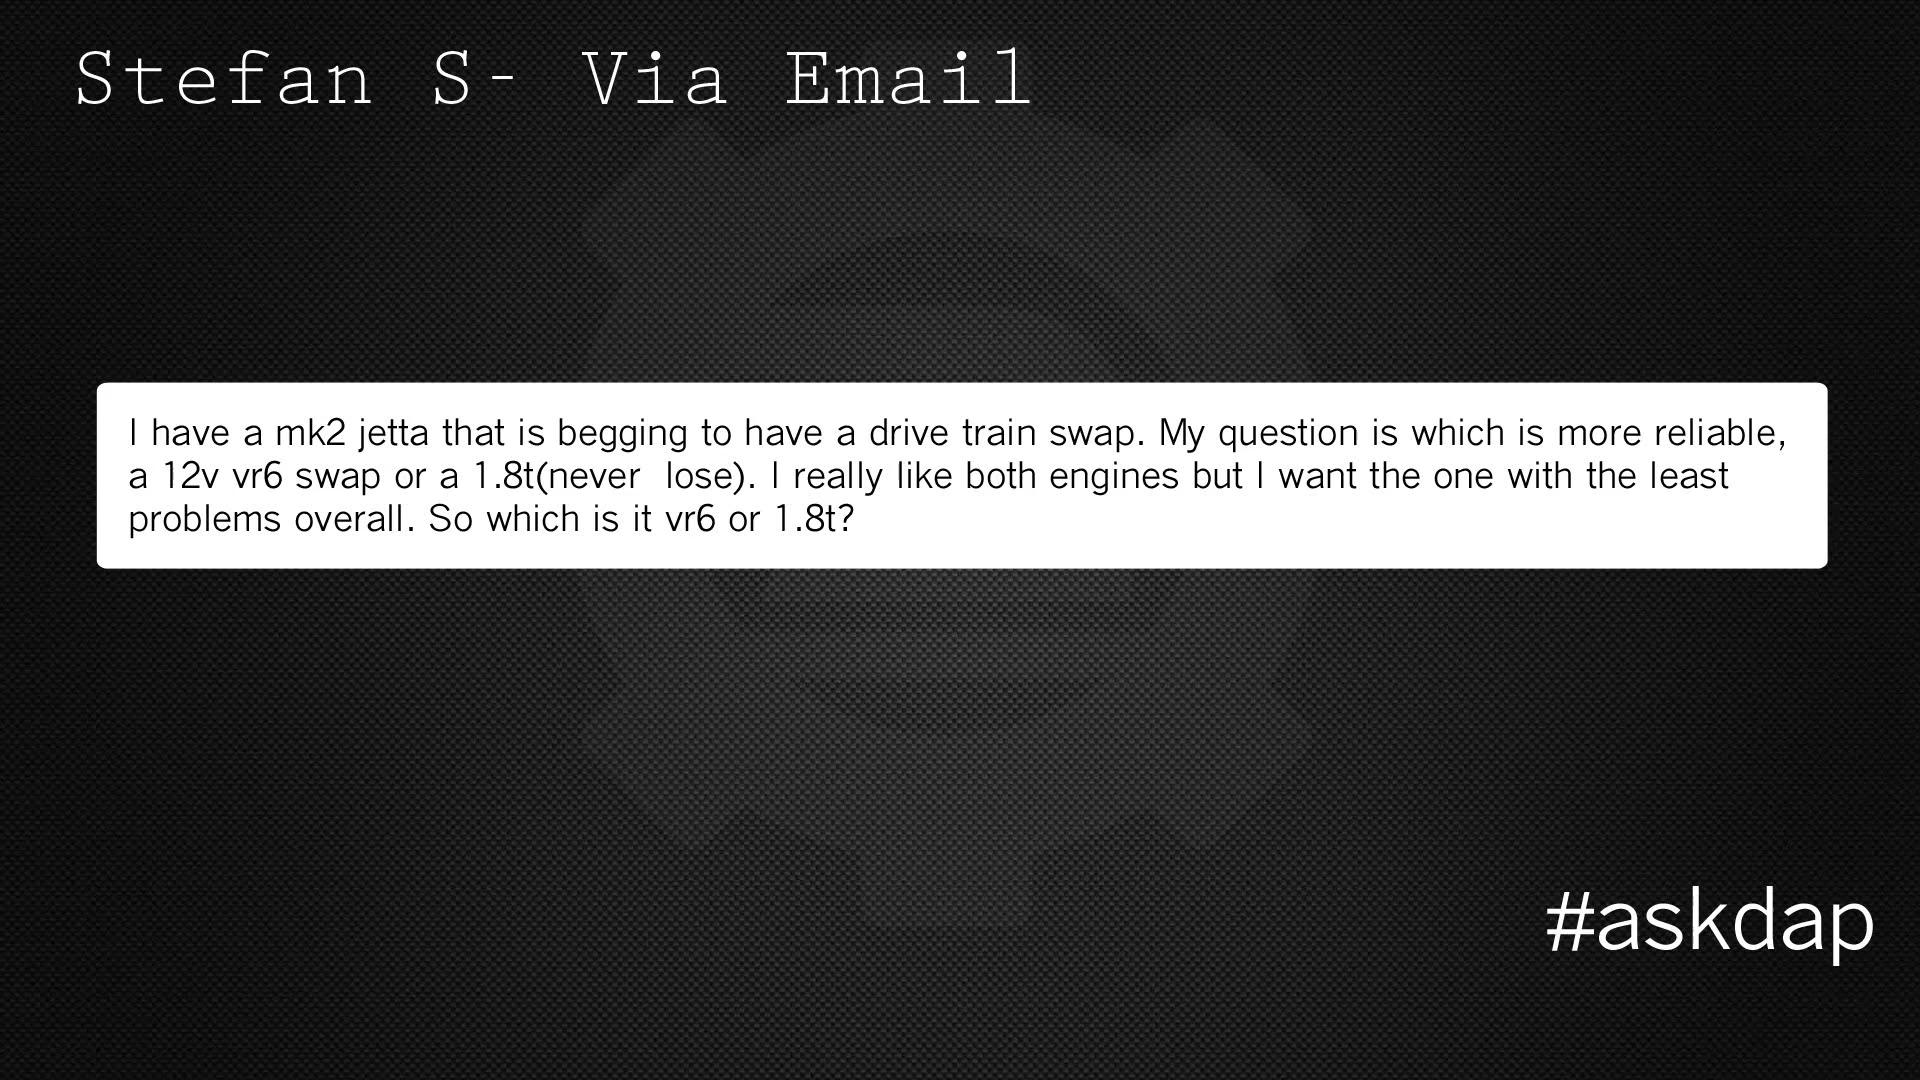 Stefan S- Via Email
I have a mk2 jetta that is begging to have a drive train swap. My question is which is more reliable,
a 12v vr6 swap or a 1.8t(never  lose). I really like both engines but I want the one with the least
problems overall. So which is it vr6 or 1.8t?
#askdap